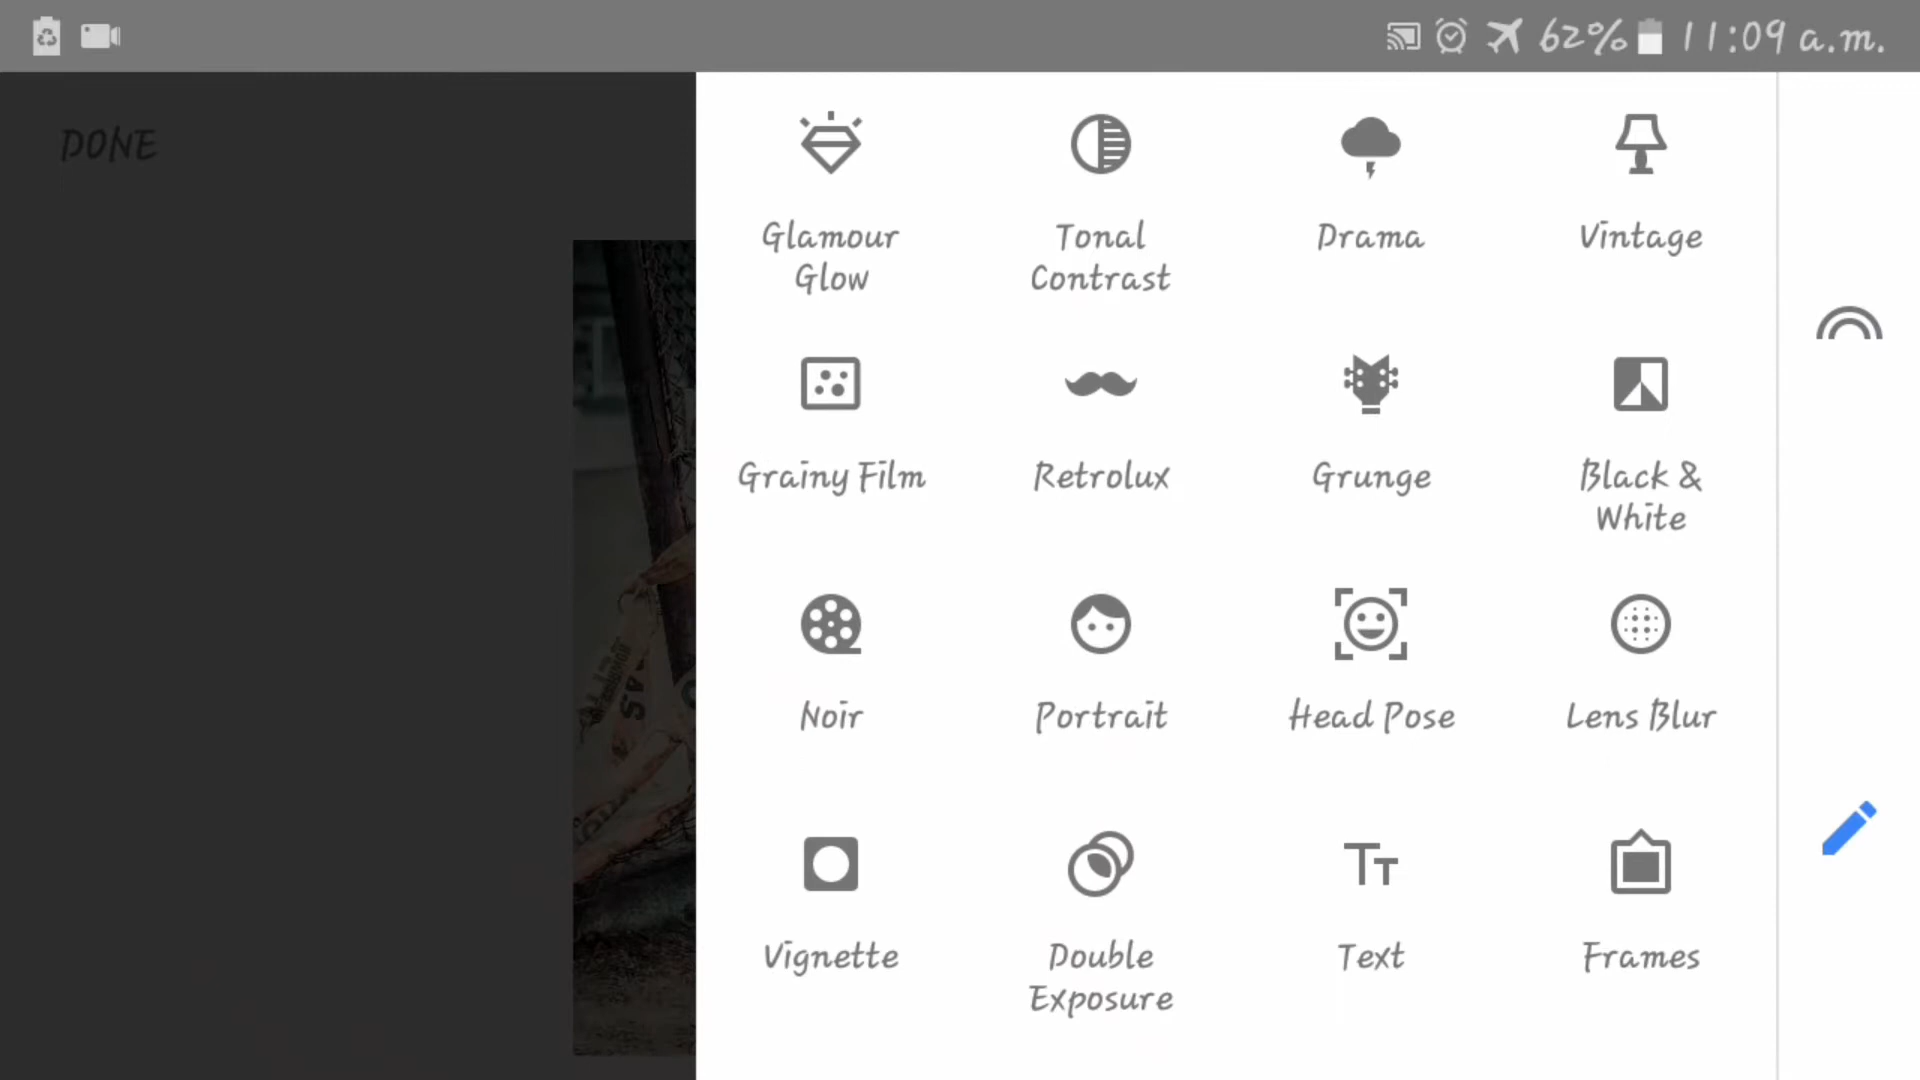 62% 11:09 a.m.
DONE
Glamour Glow
Tonal Contrast
Drama
Vintage
Grainy Film
Retrolux
Grunge
Black & White
Noir
Portrait
Head Pose
Lens Blur
Vignette
Double Exposure
Text
Frames